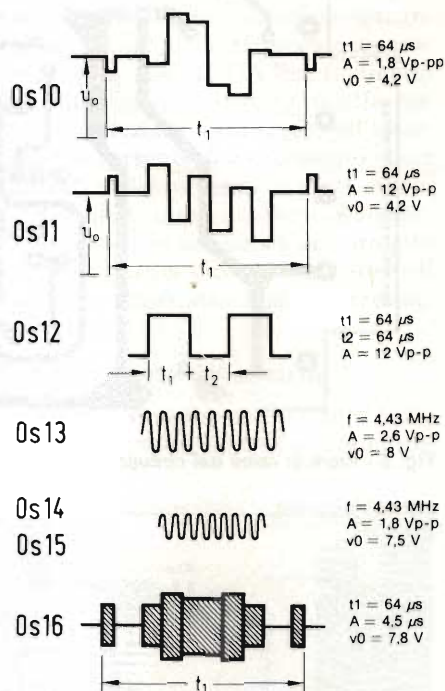 t1 = 64 μs
A = 1,8 Vp-pp
v0 = 4,2 V
Os10
u₀
t₁
t1 = 64 μs
A = 12 Vp-p
v0 = 4,2 V
Os11
u₀
t₁
t1 = 64 μs
t2 = 64 μs
A = 12 Vp-p
Os12
t₁ t₂
Os13
f = 4,43 MHz
A = 2,6 Vp-p
v0 ≃ 8 V
Os14
Os15
f = 4,43 MHz
A = 1,8 Vp-p
v0 = 7,5 V
Os16
t1 = 64 μs
A = 4,5 μs
v0 = 7,8 V
t₁